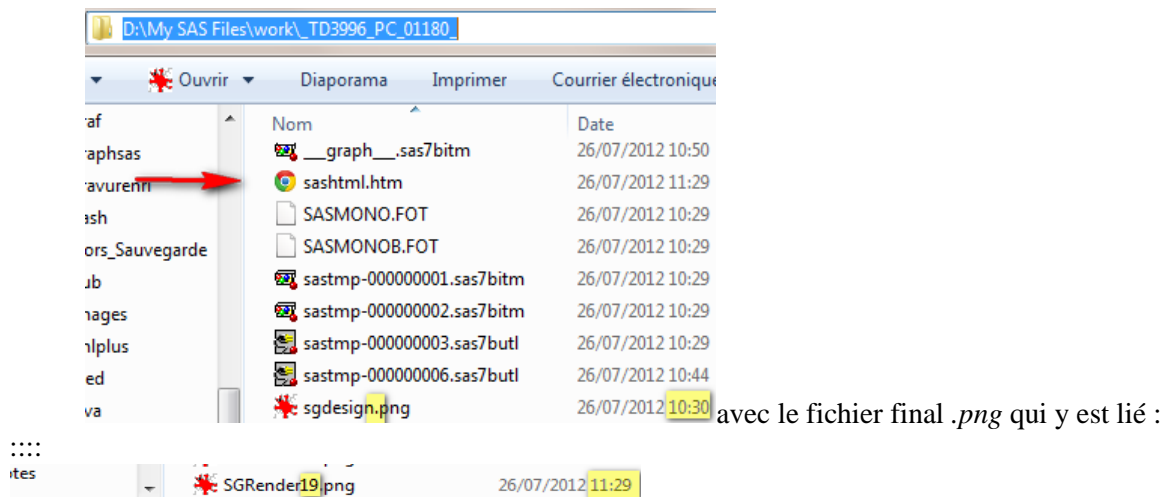 D:\My SAS Files\work\_TD3996_PC_01180_
Ouvrir Diaporama Imprimer Courrier électronique
raf Nom Date
raphsas __graph__.sas7bitm 26/07/2012 10:50
ravurenri sashtml.htm 26/07/2012 11:29
ash SASMONO.FOT 26/07/2012 10:29
ors_Sauvegarde SASMONOB.FOT 26/07/2012 10:29
ub sastmp-000000001.sas7bitm 26/07/2012 10:29
nages sastmp-000000002.sas7bitm 26/07/2012 10:29
nlplus sastmp-000000003.sas7butl 26/07/2012 10:29
ed sastmp-000000006.sas7butl 26/07/2012 10:44
va sgdesign.png 26/07/2012 10:30 avec le fichier final .png qui y est lié :
::::
otes SGRender19.png 26/07/2012 11:29